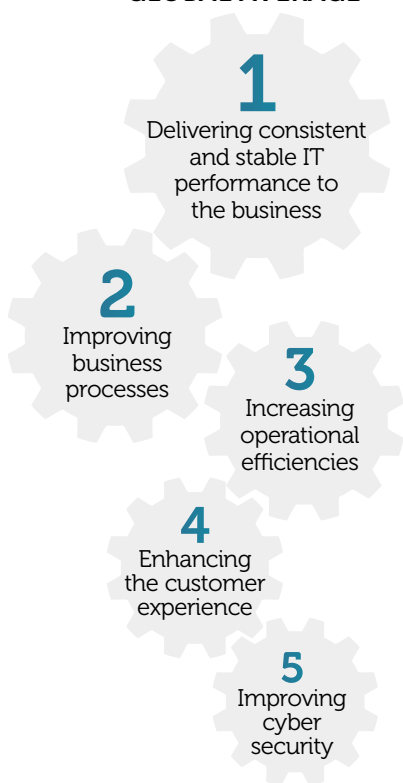 1
Delivering consistent
and stable IT
performance to
the business
2
Improving
business
processes
3
Increasing
operational
efficiencies
4
Enhancing
the customer
experience
5
Improving
cyber
security